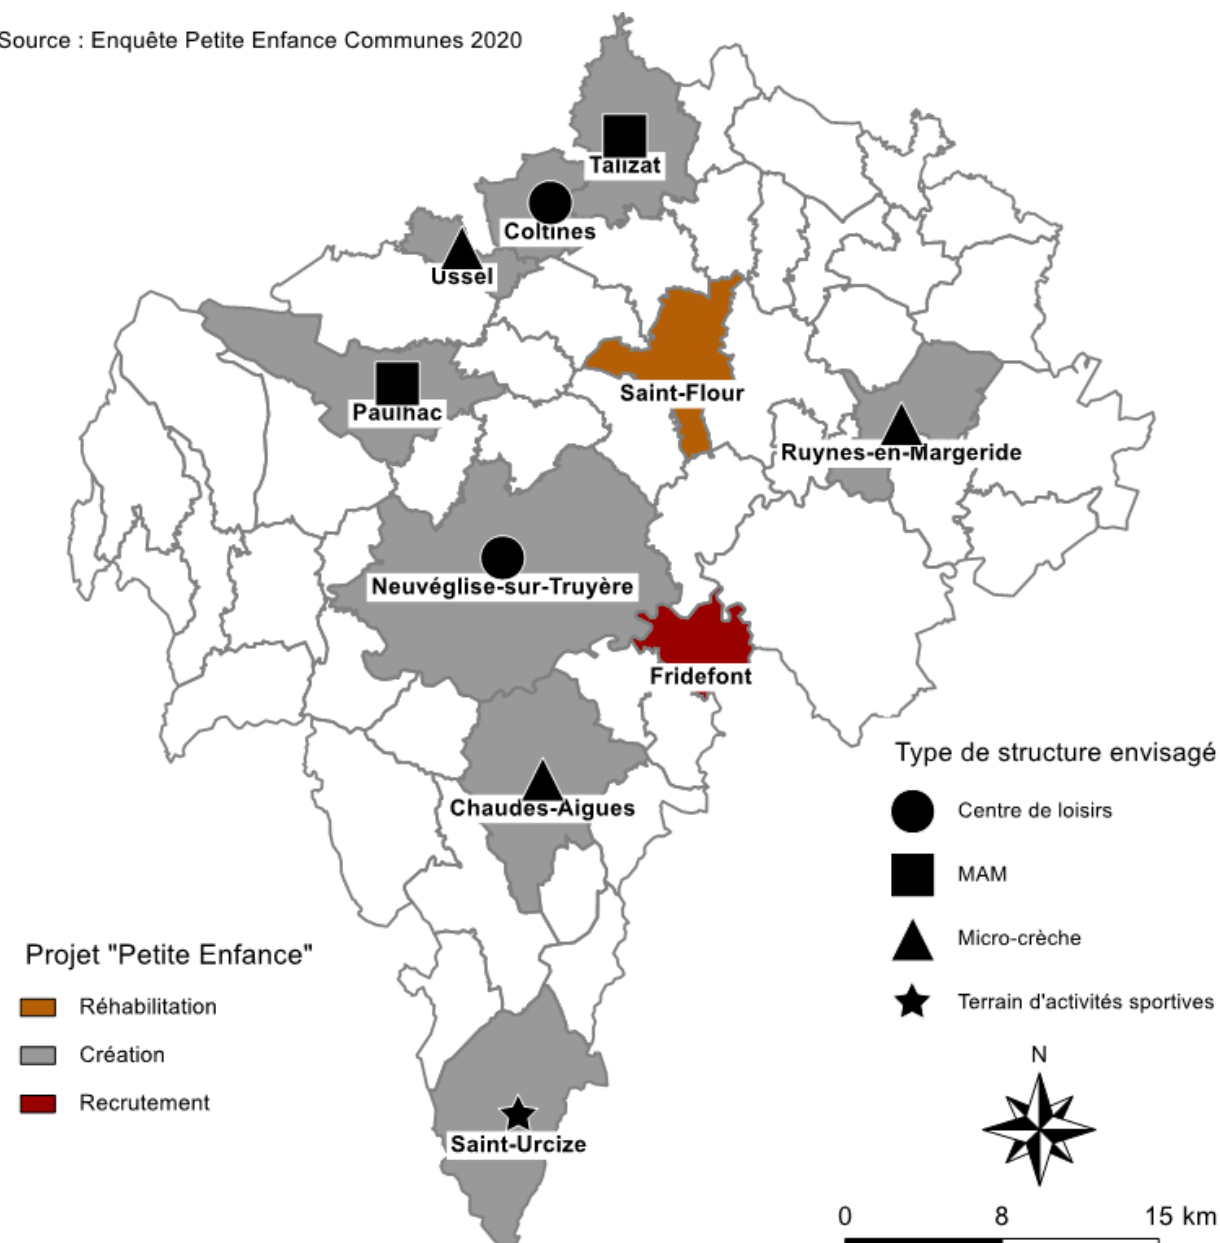 Source : Enquête Petite Enfance Communes 2020
Talizat
Coltines
Ussel
Saint-Flour
Paulhac
Ruynes-en-Margeride
Neuvéglise-sur-Truyère
Fridefont
Chaudes-Aigues
Saint-Urcize
Type de structure envisagé
Centre de loisirs
MAM
Micro-crèche
Terrain d'activités sportives
Projet "Petite Enfance"
Réhabilitation
Création
Recrutement
N
0 8 15 km